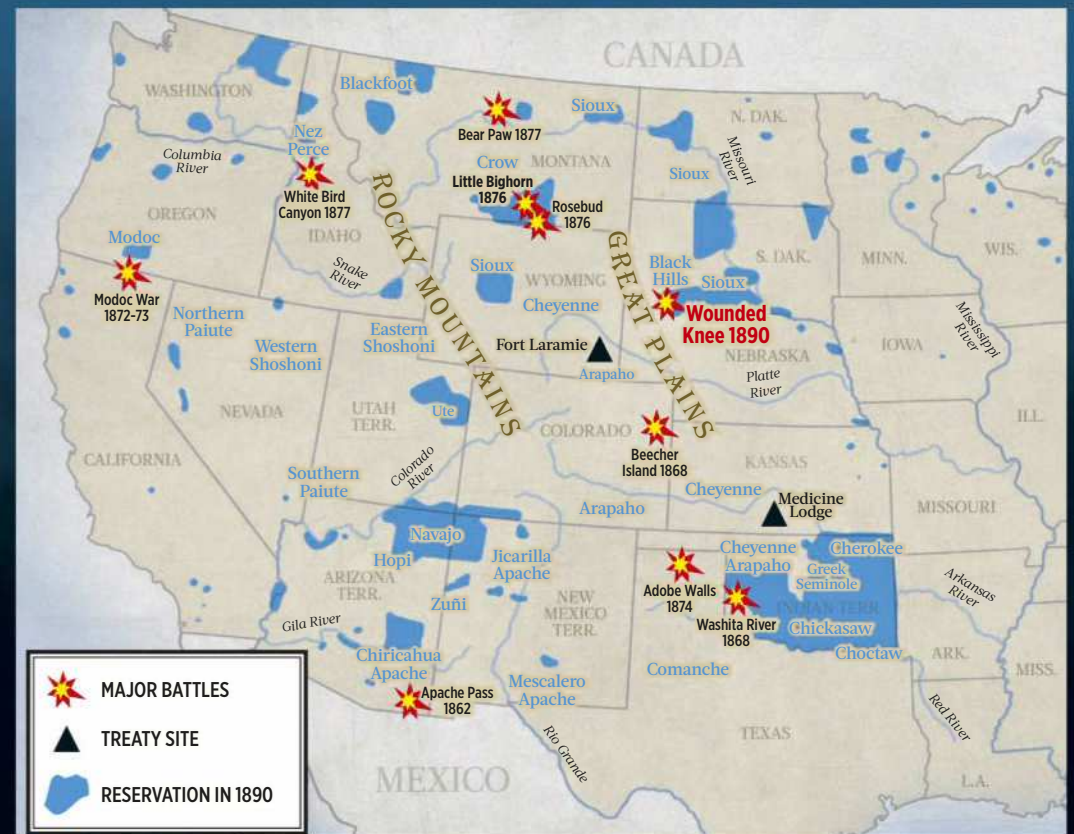 CANADA
WASHINGTON
Blackfoot
Sioux
N. DAK.
Bear Paw 1877
Nez
Perce
Columbia
River
Missouri
River
Crow
MONTANA
Sioux
Little Bighorn
1876
Rosebud
1876
White Bird
Canyon 1877
OREGON
IDAHO
ROCKY MOUNTAINS
GREAT PLAINS
Modoc
Modoc War
1872-73
Snake
River
Sioux
WYOMING
Cheyenne
Black
Hills
Sioux
S. DAK.
MINN.
WIS.
Wounded
Knee 1890
Northern
Paiute
Western
Shoshoni
Eastern
Shoshoni
Fort Laramie
Arapaho
NEBRASKA
Platte
River
IOWA
Mississippi
River
NEVADA
UTAH
TERR.
Ute
COLORADO
Beecher
Island 1868
KANSAS
ILL.
CALIFORNIA
Southern
Paiute
Colorado
River
Arapaho
Cheyenne
Medicine
Lodge
MISSOURI
Navajo
Hopi
Jicarilla
Apache
ARIZONA
TERR.
Zuñi
NEW
MEXICO
TERR.
Adobe Walls
1874
Cheyenne
Arapaho
Cherokee
Greek
Seminole
INDIAN TERR.
Washita River
1868
Chickasaw
Choctaw
Arkansas
River
ARK.
MISS.
Gila River
Chiricahua
Apache
Apache Pass
1862
Mescalero
Apache
Comanche
TEXAS
Red River
L.A.
Rio Grande
MEXICO
MAJOR BATTLES
TREATY SITE
RESERVATION IN 1890